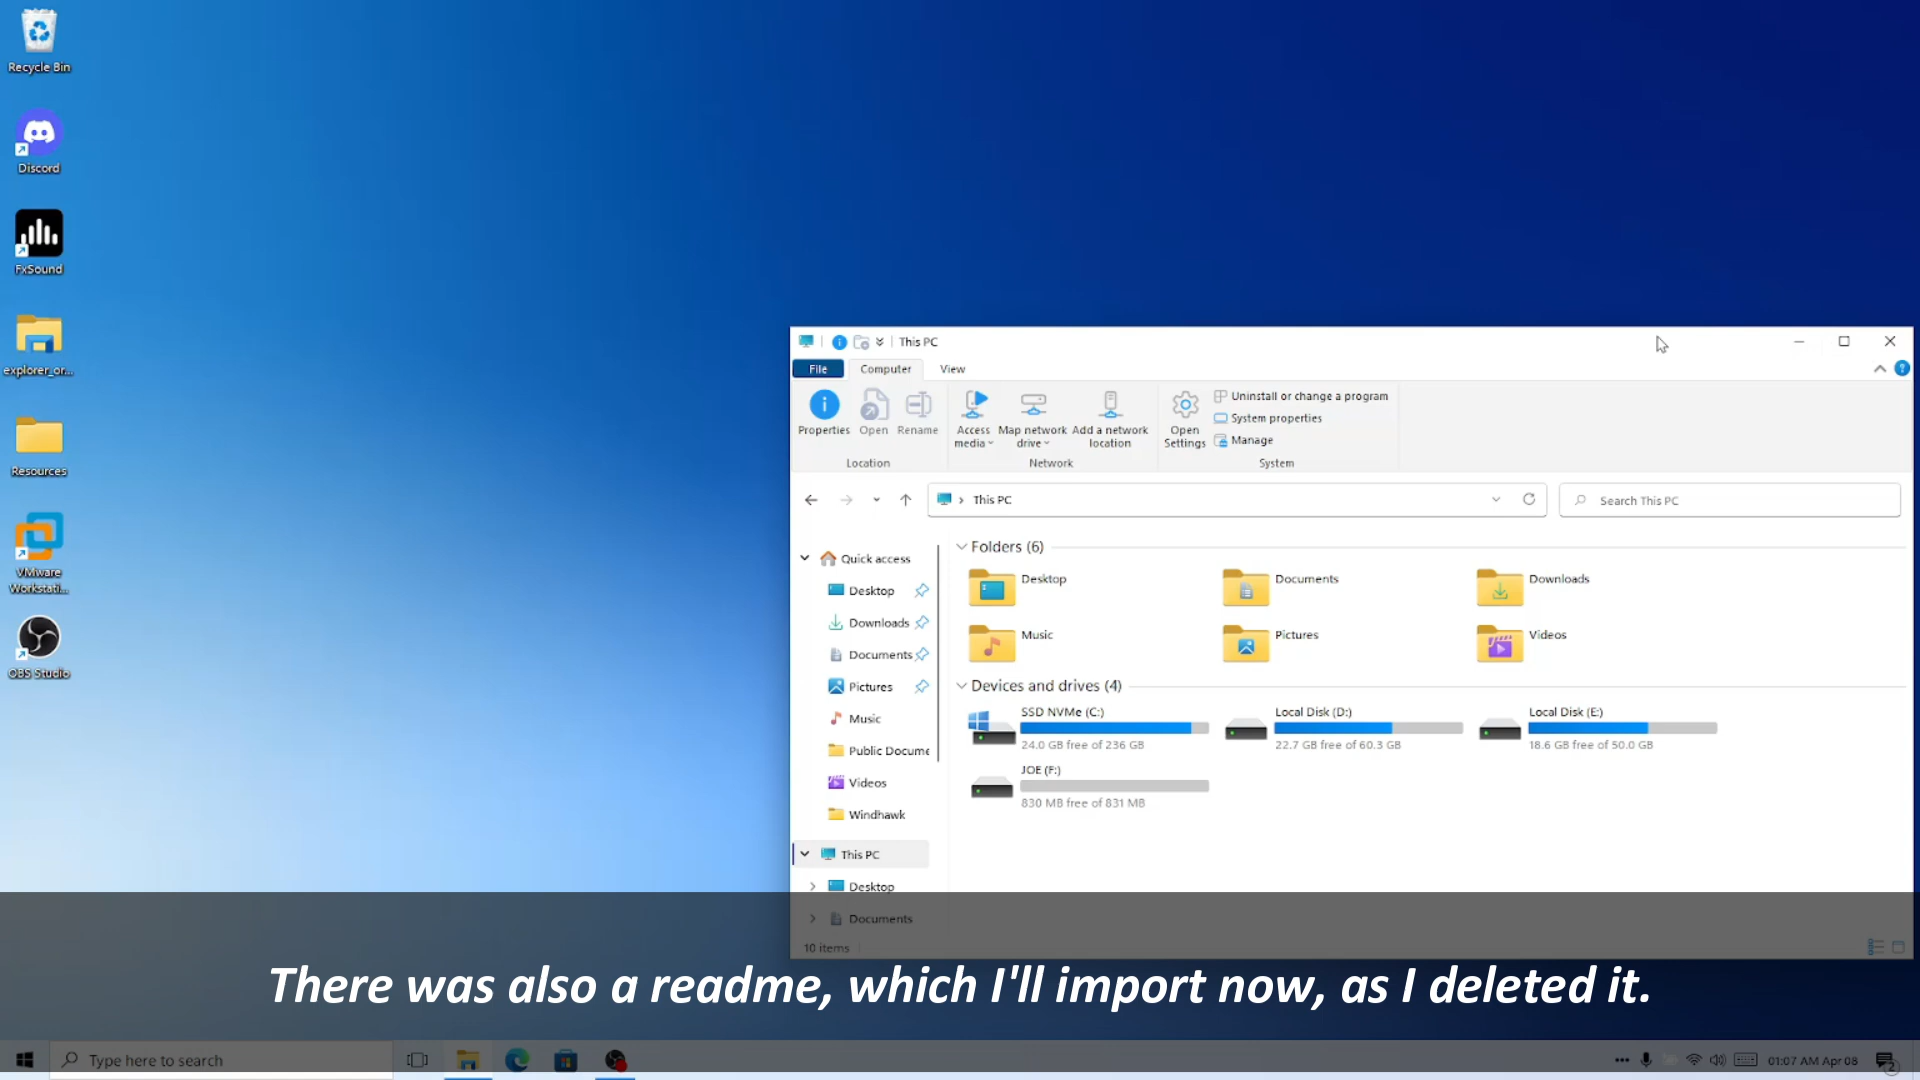 Recycle Bin
Discord
FxSound
explorer_or...
Resources
VMware
Workstati...
OBS Studio
This PC
File
Computer
View
Properties
Open
Rename
Access
media
Map network
drive
Add a network
location
Open
Settings
Uninstall or change a program
System properties
Manage
Location
Network
System
This PC
Search This PC
Quick access
Desktop
Downloads
Documents
Pictures
Music
Public Docume
Videos
Windhawk
This PC
Desktop
Documents
Folders (6)
Desktop
Documents
Downloads
Music
Pictures
Videos
Devices and drives (4)
SSD NVMe (C:)
24.0 GB free of 236 GB
Local Disk (D:)
22.7 GB free of 60.3 GB
Local Disk (E:)
18.6 GB free of 50.0 GB
JOE (F:)
830 MB free of 831 MB
10 items
There was also a readme, which I'll import now, as I deleted it.
Type here to search
01:07 AM Apr 08
2